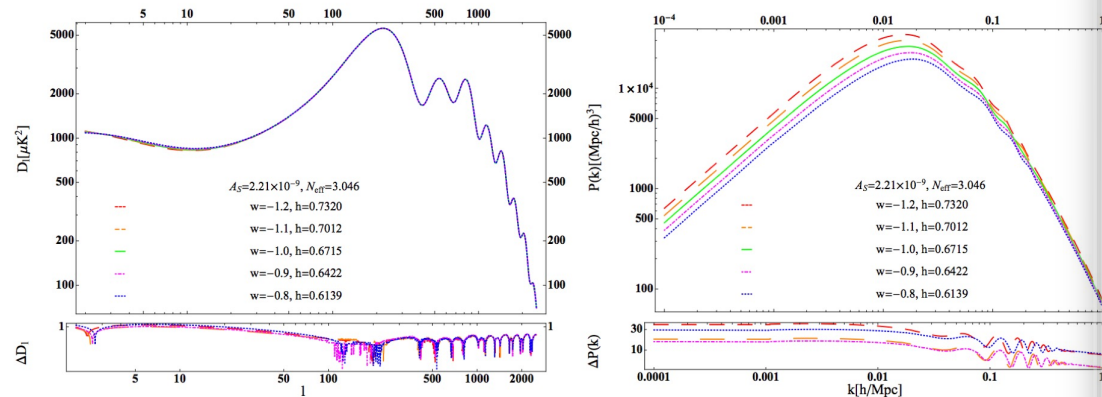 5 10 50 100 500 1000
5000
1000
500
200
100
D_l[μK²]
5000
1000
500
200
100
A_S=2.21×10⁻⁹, N_eff=3.046
w=−1.2, h=0.7320
w=−1.1, h=0.7012
w=−1.0, h=0.6715
w=−0.9, h=0.6422
w=−0.8, h=0.6139
ΔD_l
1
1
5 10 50 100 500 1000 2000
l
10⁻⁴ 0.001 0.01 0.1 1
P(k)[(Mpc/h)³]
1×10⁴
5000
1000
500
100
A_S=2.21×10⁻⁹, N_eff=3.046
w=−1.2, h=0.7320
w=−1.1, h=0.7012
w=−1.0, h=0.6715
w=−0.9, h=0.6422
w=−0.8, h=0.6139
ΔP(k)
30
10
0.0001 0.001 0.01 0.1 1
k[h/Mpc]